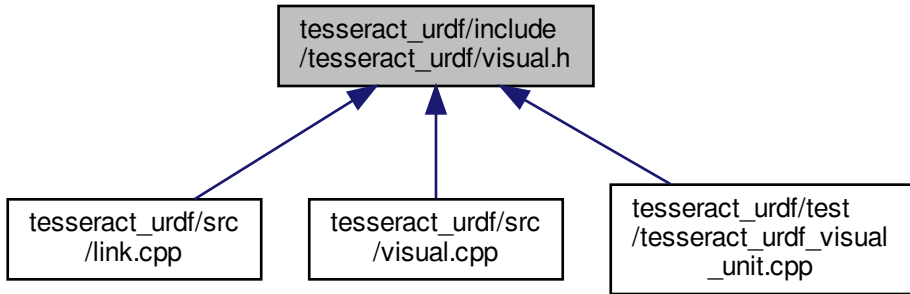 tesseract_urdf/include
/tesseract_urdf/visual.h
tesseract_urdf/src
/link.cpp
tesseract_urdf/src
/visual.cpp
tesseract_urdf/test
/tesseract_urdf_visual
_unit.cpp